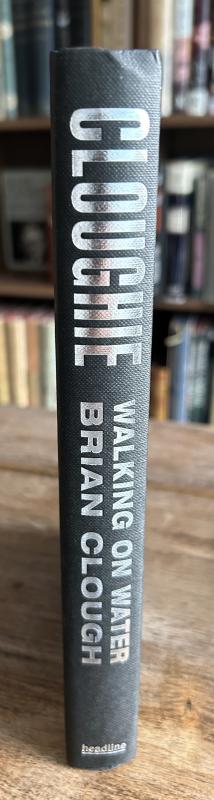 CLOUGHIE
WALKING ON WATER
BRIAN CLOUGH
headline